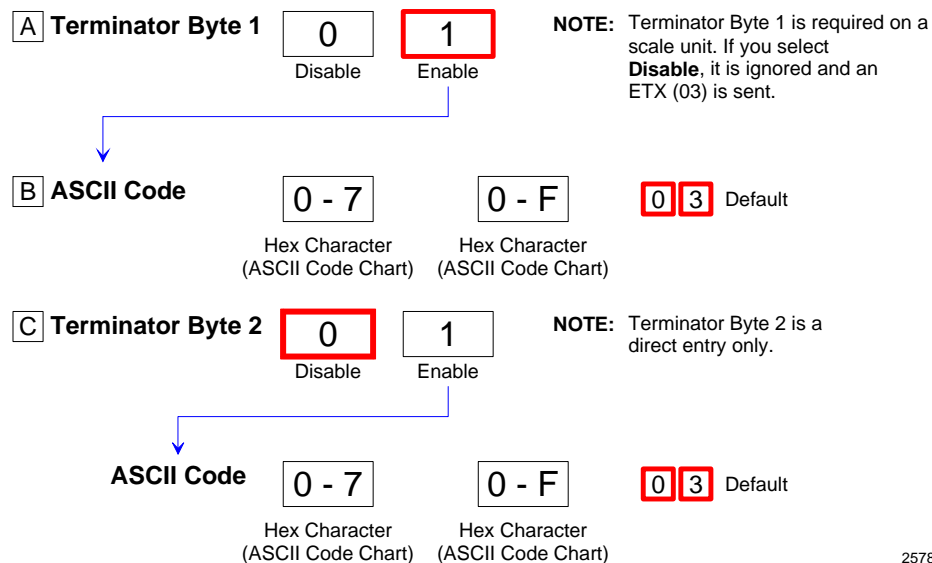 A Terminator Byte 1 0 1 NOTE: Terminator Byte 1 is required on a
scale unit. If you select
Disable Enable Disable, it is ignored and an
ETX (03) is sent.
B ASCII Code 0 - 7 0 - F 0 3 Default
Hex Character Hex Character
(ASCII Code Chart) (ASCII Code Chart)
C Terminator Byte 2 0 1 NOTE: Terminator Byte 2 is a
direct entry only.
Disable Enable
ASCII Code 0 - 7 0 - F 0 3 Default
Hex Character Hex Character
(ASCII Code Chart) (ASCII Code Chart)
2578